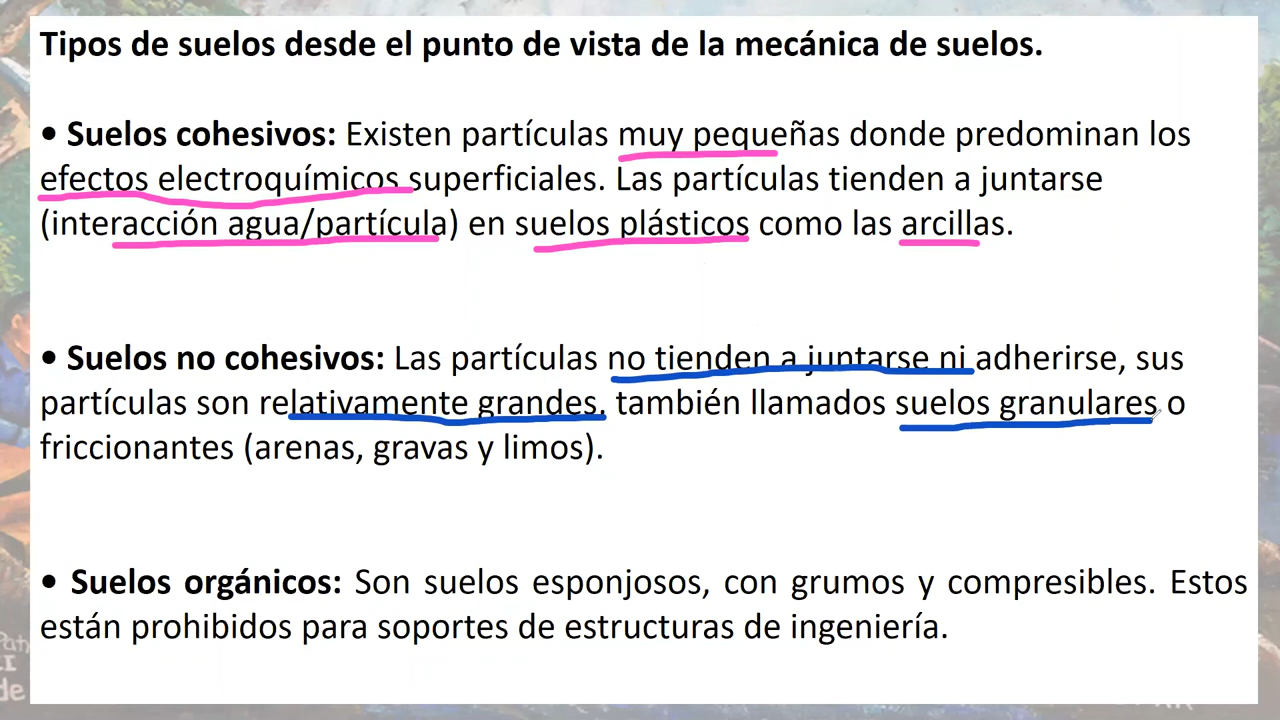 Tipos de suelos desde el punto de vista de la mecánica de suelos.
• Suelos cohesivos: Existen partículas muy pequeñas donde predominan los
efectos electroquímicos superficiales. Las partículas tienden a juntarse
(interacción agua/partícula) en suelos plásticos como las arcillas.
• Suelos no cohesivos: Las partículas no tienden a juntarse ni adherirse, sus
partículas son relativamente grandes, también llamados suelos granulares o
friccionantes (arenas, gravas y limos).
• Suelos orgánicos: Son suelos esponjosos, con grumos y compresibles. Estos
están prohibidos para soportes de estructuras de ingeniería.